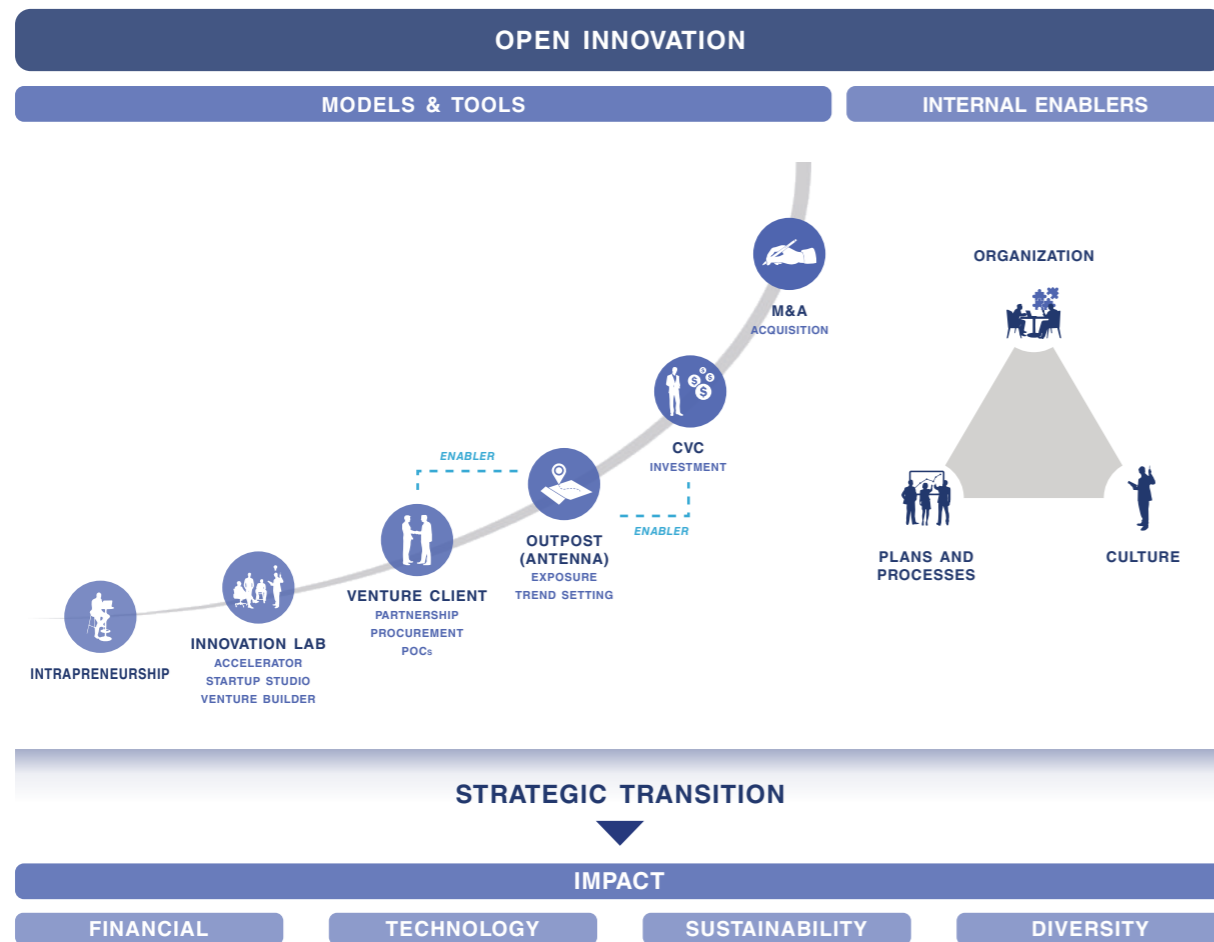 OPEN INNOVATION
MODELS & TOOLS
INTERNAL ENABLERS
M&A
ACQUISITION
CVC
INVESTMENT
ENABLER
ENABLER
OUTPOST
(ANTENNA)
EXPOSURE
TREND SETTING
VENTURE CLIENT
PARTNERSHIP
PROCUREMENT
POCs
INNOVATION LAB
ACCELERATOR
STARTUP STUDIO
VENTURE BUILDER
INTRAPRENEURSHIP
ORGANIZATION
PLANS AND
PROCESSES
CULTURE
STRATEGIC TRANSITION
IMPACT
FINANCIAL
TECHNOLOGY
SUSTAINABILITY
DIVERSITY